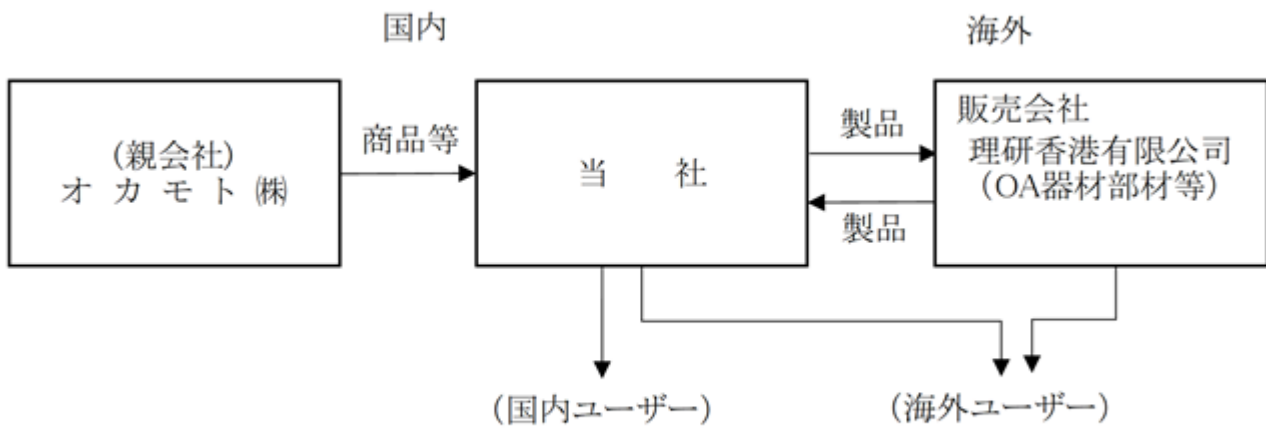 国内
海外
(親会社)
オカモト㈱
商品等
当　社
製品
製品
販売会社
理研香港有限公司
(OA器材部材等)
(国内ユーザー)
(海外ユーザー)